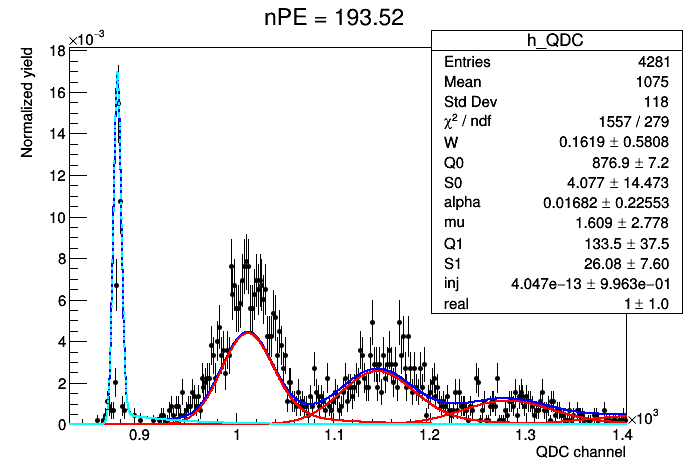 nPE = 193.52
×10⁻³
h_QDC
Entries 4281
Mean 1075
Std Dev 118
χ² / ndf 1557 / 279
W 0.1619 ± 0.5808
Q0 876.9 ± 7.2
S0 4.077 ± 14.473
alpha 0.01682 ± 0.22553
mu 1.609 ± 2.778
Q1 133.5 ± 37.5
S1 26.08 ± 7.60
inj 4.047e−13 ± 9.963e−01
real 1 ± 1.0
Normalized yield
18
16
14
12
10
8
6
4
2
0
0.9 1 1.1 1.2 1.3 1.4
×10³
QDC channel